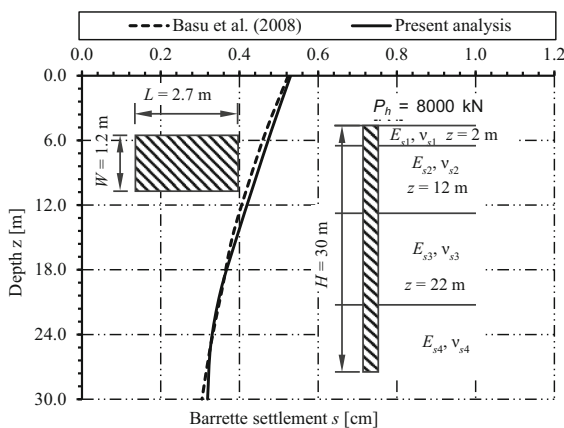 Basu et al. (2008) Present analysis
0.0 0.2 0.4 0.6 0.8 1.0 1.2
0.0
6.0
12.0
18.0
24.0
30.0
Depth z [m]
L = 2.7 m
W = 1.2 m
P_h = 8000 kN
E_s1, ν_s1 z = 2 m
E_s2, ν_s2
z = 12 m
H = 30 m
E_s3, ν_s3
z = 22 m
E_s4, ν_s4
Barrette settlement s [cm]